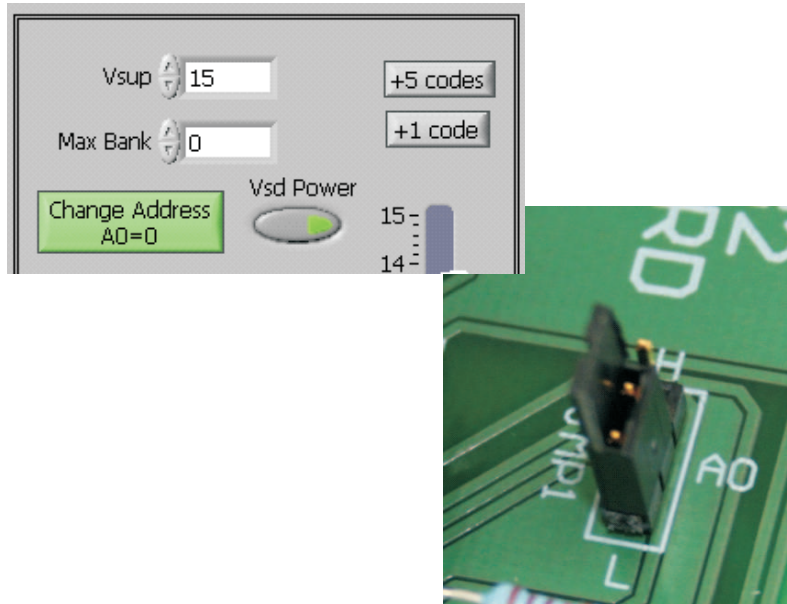 Vsup 15
+5 codes
Max Bank 0
+1 code
Change Address
A0=0
Vsd Power
15
14
2
RD
H
JMP1
A0
L